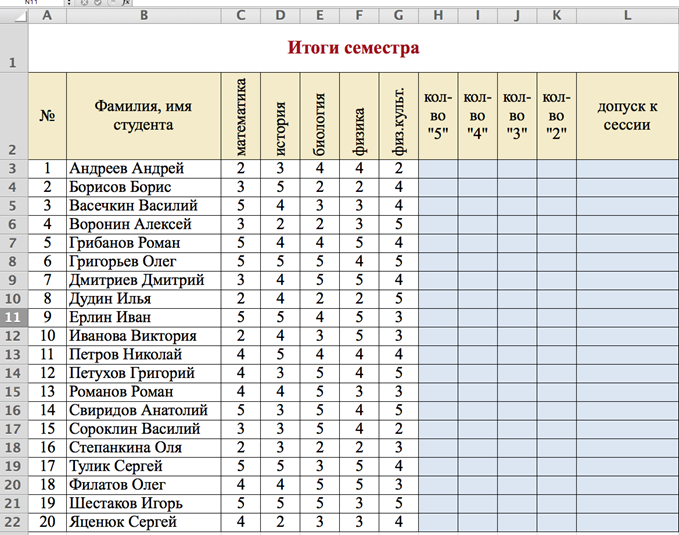 N11 fx
A B C D E F G H I J K L
1 Итоги семестра
2 № Фамилия, имя студента математика история биология физика физ.культ. кол-во "5" кол-во "4" кол-во "3" кол-во "2" допуск к сессии
3 1 Андреев Андрей 2 3 4 4 2
4 2 Борисов Борис 3 5 2 2 4
5 3 Васечкин Василий 5 4 3 3 4
6 4 Воронин Алексей 3 2 2 3 5
7 5 Грибанов Роман 5 4 4 5 4
8 6 Григорьев Олег 5 5 5 4 5
9 7 Дмитриев Дмитрий 3 4 5 5 4
10 8 Дудин Илья 2 4 2 2 5
11 9 Ерлин Иван 5 5 4 5 3
12 10 Иванова Виктория 2 4 3 5 3
13 11 Петров Николай 4 5 4 4 4
14 12 Петухов Григорий 4 3 5 4 5
15 13 Романов Роман 4 4 5 3 3
16 14 Свиридов Анатолий 5 3 5 4 5
17 15 Сороклин Василий 3 3 5 4 2
18 16 Степанкина Оля 2 3 2 2 3
19 17 Тулик Сергей 5 5 3 5 4
20 18 Филатов Олег 4 4 5 5 3
21 19 Шестаков Игорь 5 5 5 3 5
22 20 Яценюк Сергей 4 2 3 3 4